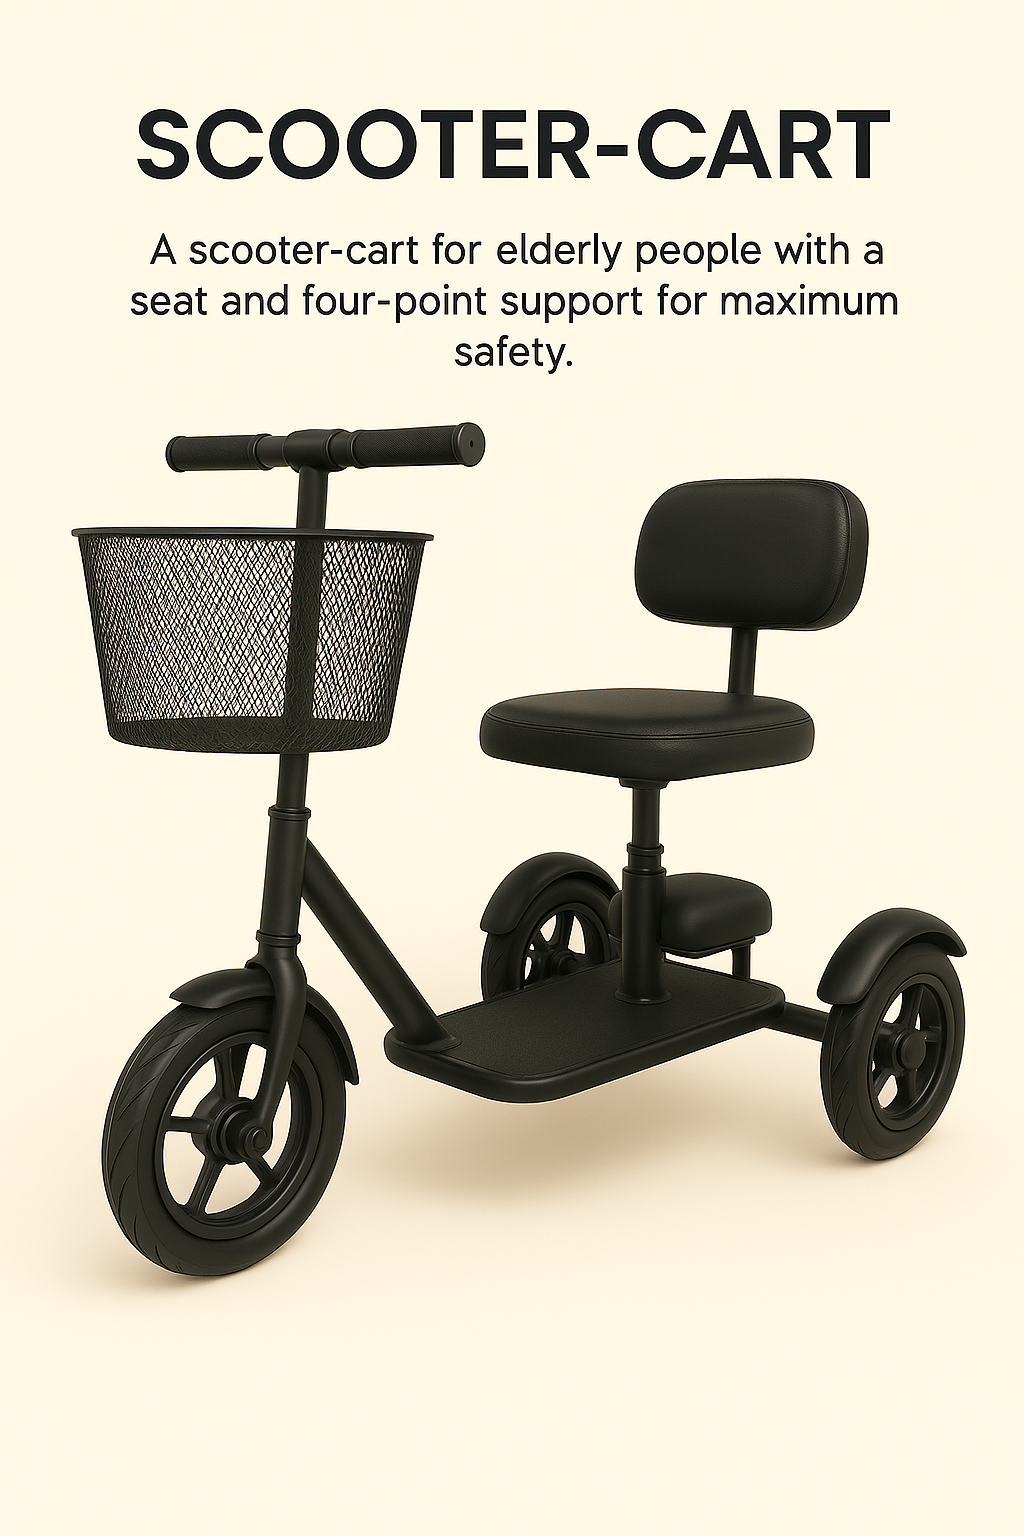 SCOOTER-CART
A scooter-cart for elderly people with a
seat and four-point support for maximum
safety.